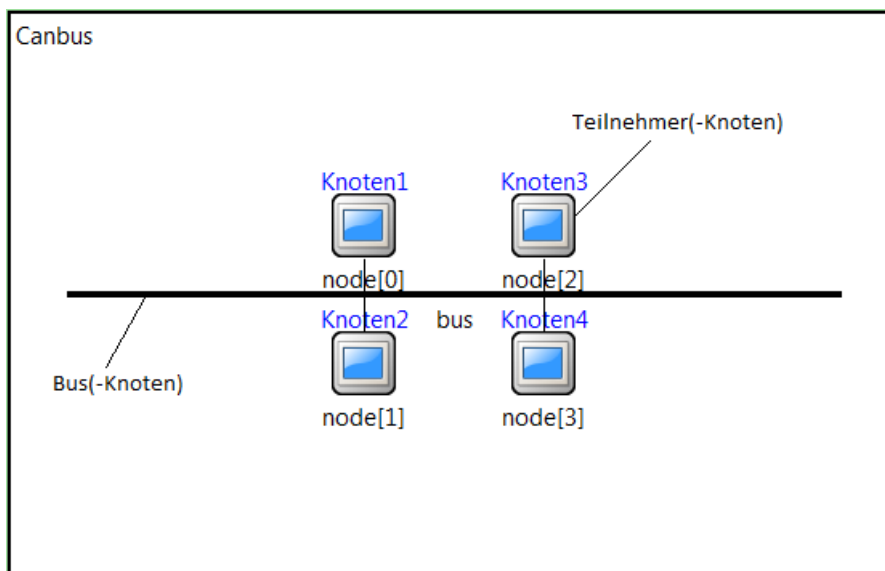 Canbus
Teilnehmer(-Knoten)
Knoten1 Knoten3
node[0] node[2]
Knoten2 bus Knoten4
Bus(-Knoten)
node[1] node[3]